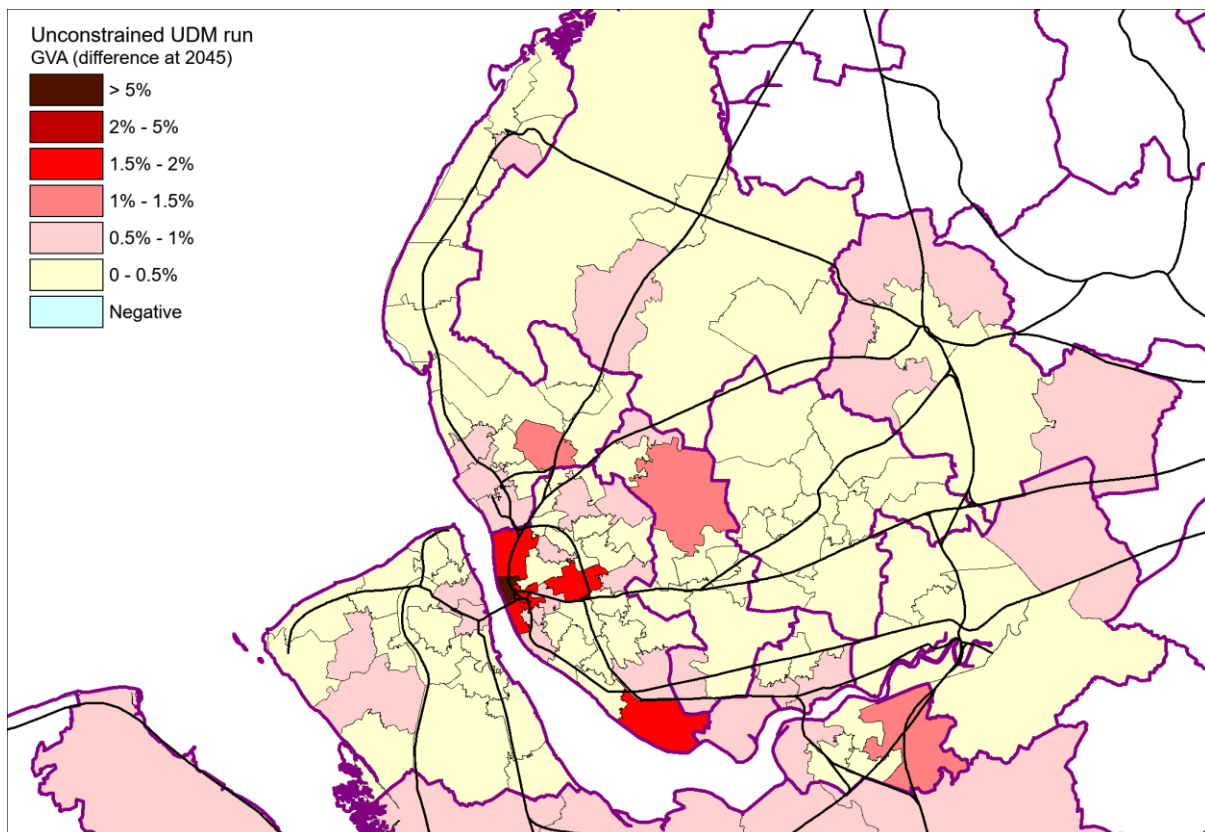 Unconstrained UDM run
GVA (difference at 2045)
> 5%
2% - 5%
1.5% - 2%
1% - 1.5%
0.5% - 1%
0 - 0.5%
Negative